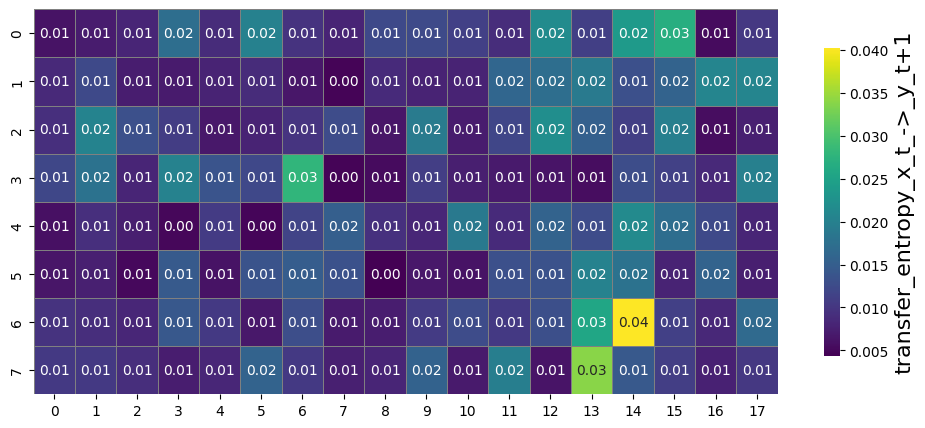 0 0.01 0.01 0.01 0.02 0.01 0.02 0.01 0.01 0.01 0.01 0.01 0.01 0.02 0.01 0.02 0.03 0.01 0.01
1 0.01 0.01 0.01 0.01 0.01 0.01 0.01 0.00 0.01 0.01 0.01 0.02 0.02 0.02 0.01 0.02 0.02 0.02
2 0.01 0.02 0.01 0.01 0.01 0.01 0.01 0.01 0.01 0.02 0.01 0.01 0.02 0.02 0.01 0.02 0.01 0.01
3 0.01 0.02 0.01 0.02 0.01 0.01 0.03 0.00 0.01 0.01 0.01 0.01 0.01 0.01 0.01 0.01 0.01 0.02
4 0.01 0.01 0.01 0.00 0.01 0.00 0.01 0.02 0.01 0.01 0.02 0.01 0.02 0.01 0.02 0.02 0.01 0.01
5 0.01 0.01 0.01 0.01 0.01 0.01 0.01 0.01 0.00 0.01 0.01 0.01 0.01 0.02 0.02 0.01 0.02 0.01
6 0.01 0.01 0.01 0.01 0.01 0.01 0.01 0.01 0.01 0.01 0.01 0.01 0.01 0.03 0.04 0.01 0.01 0.02
7 0.01 0.01 0.01 0.01 0.01 0.02 0.01 0.01 0.01 0.02 0.01 0.02 0.01 0.03 0.01 0.01 0.01 0.01
0 1 2 3 4 5 6 7 8 9 10 11 12 13 14 15 16 17
0.040
0.035
0.030
0.025
0.020
0.015
0.010
0.005
transfer_entropy_x_t_->_y_t+1